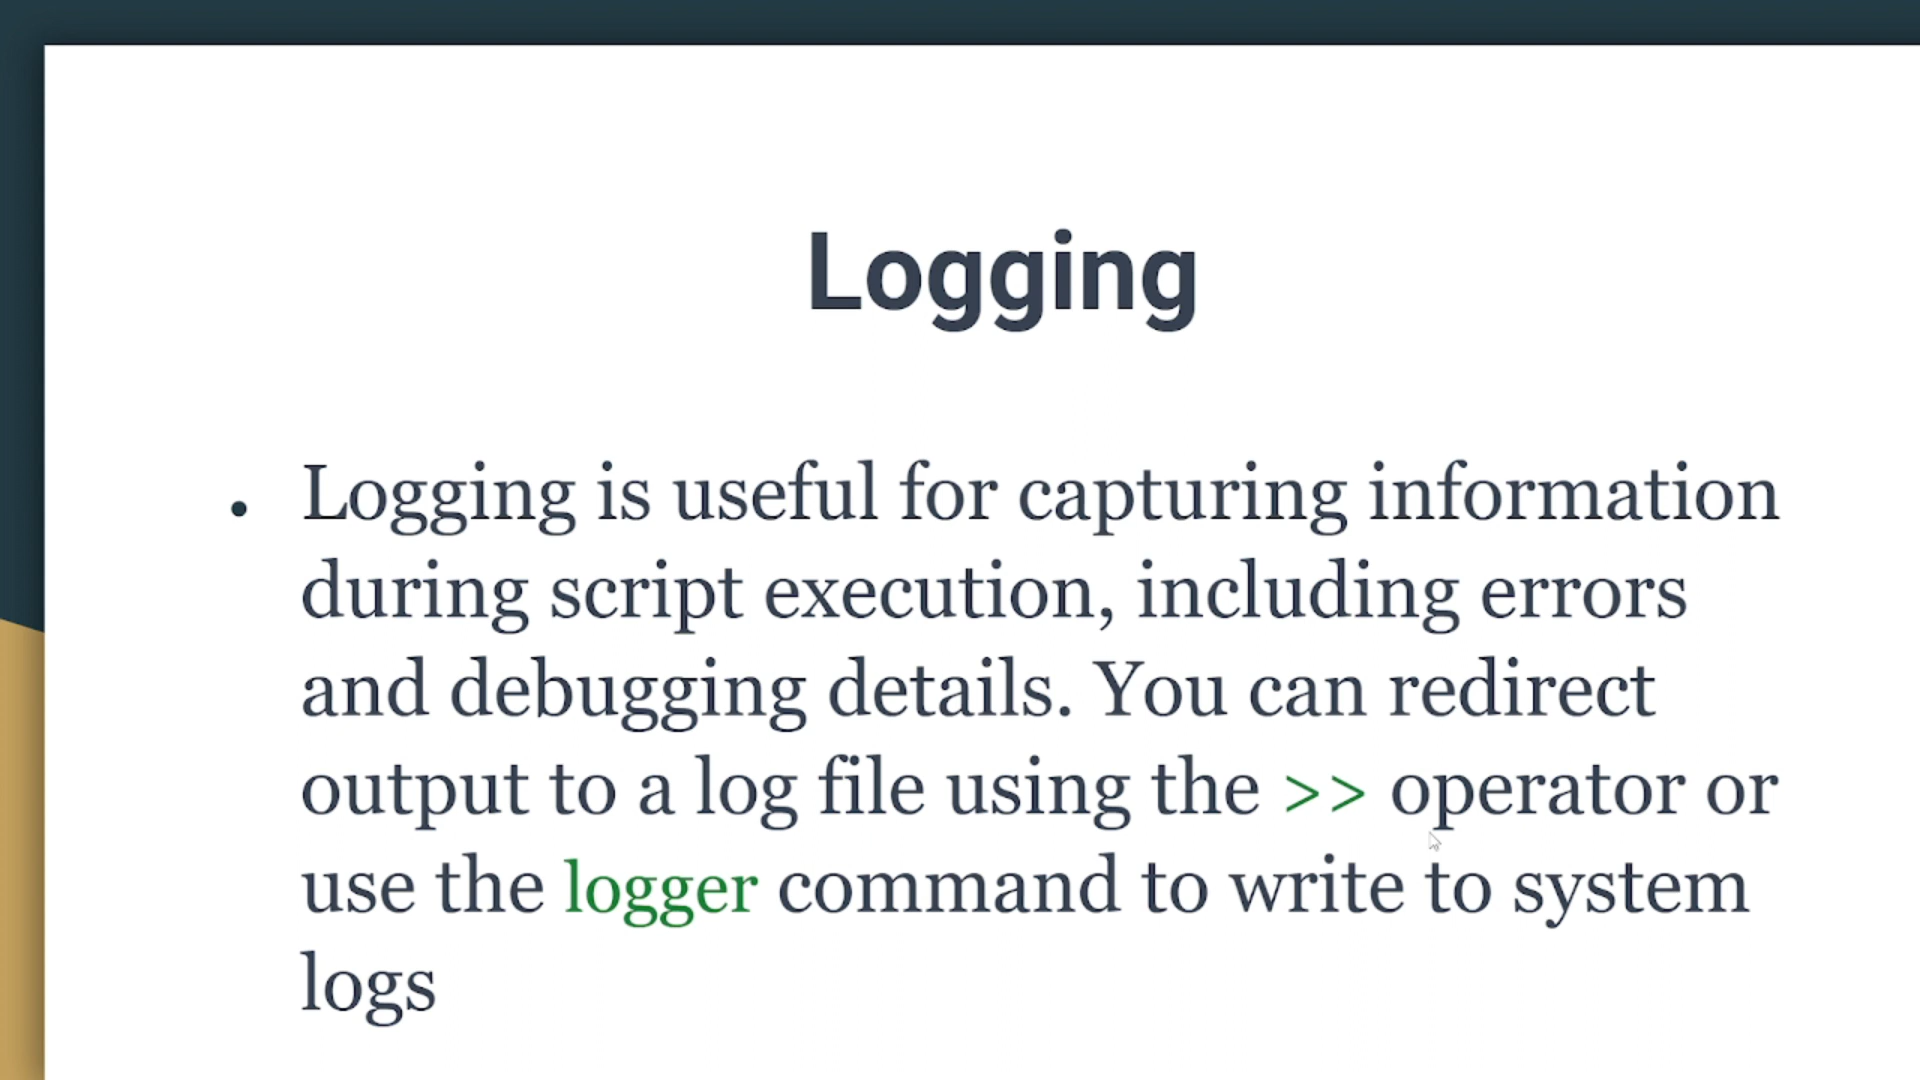 Logging
• Logging is useful for capturing information
during script execution, including errors
and debugging details. You can redirect
output to a log file using the >> operator or
use the logger command to write to system
logs